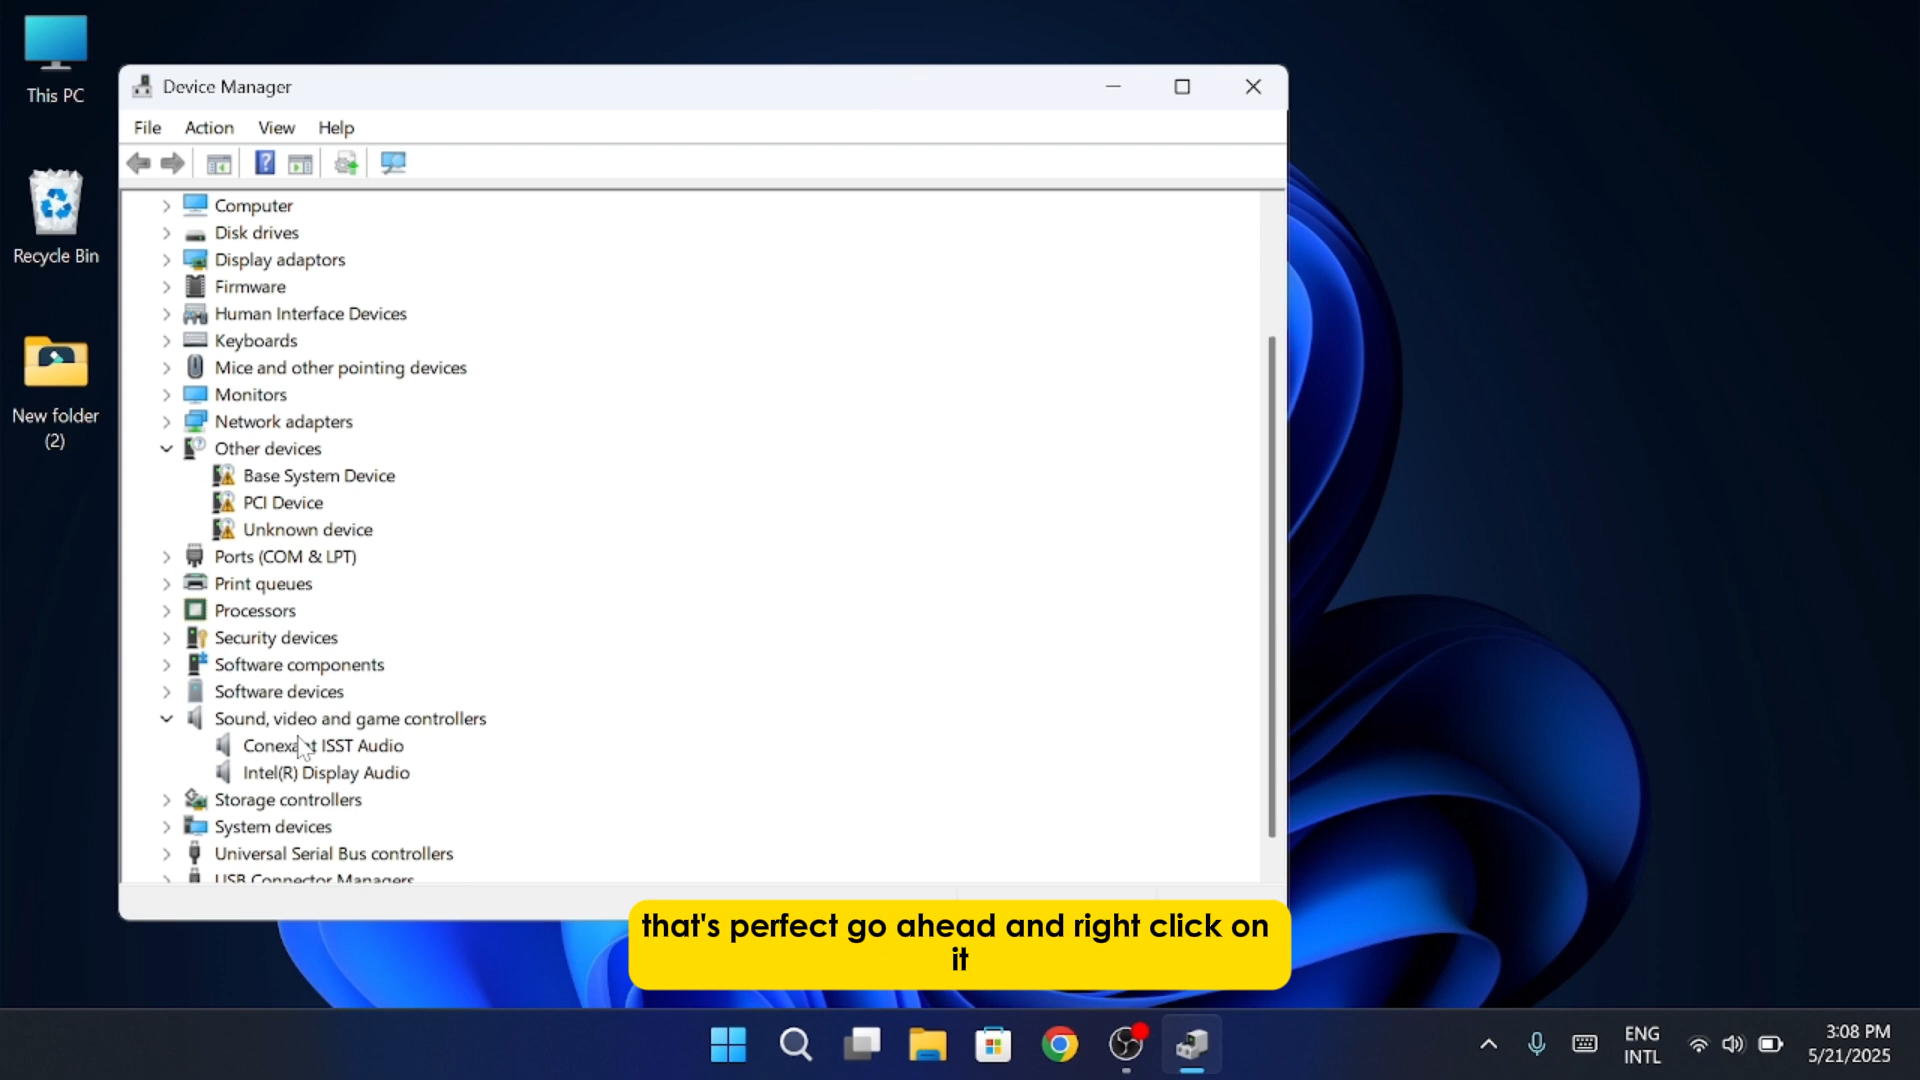 This PC
Recycle Bin
New folder
(2)
Device Manager
File Action View Help
Computer
Disk drives
Display adaptors
Firmware
Human Interface Devices
Keyboards
Mice and other pointing devices
Monitors
Network adapters
Other devices
Base System Device
PCI Device
Unknown device
Ports (COM & LPT)
Print queues
Processors
Security devices
Software components
Software devices
Sound, video and game controllers
Conexant ISST Audio
Intel(R) Display Audio
Storage controllers
System devices
Universal Serial Bus controllers
USB Connector Managers
that's perfect go ahead and right click on
it
ENG
INTL
3:08 PM
5/21/2025